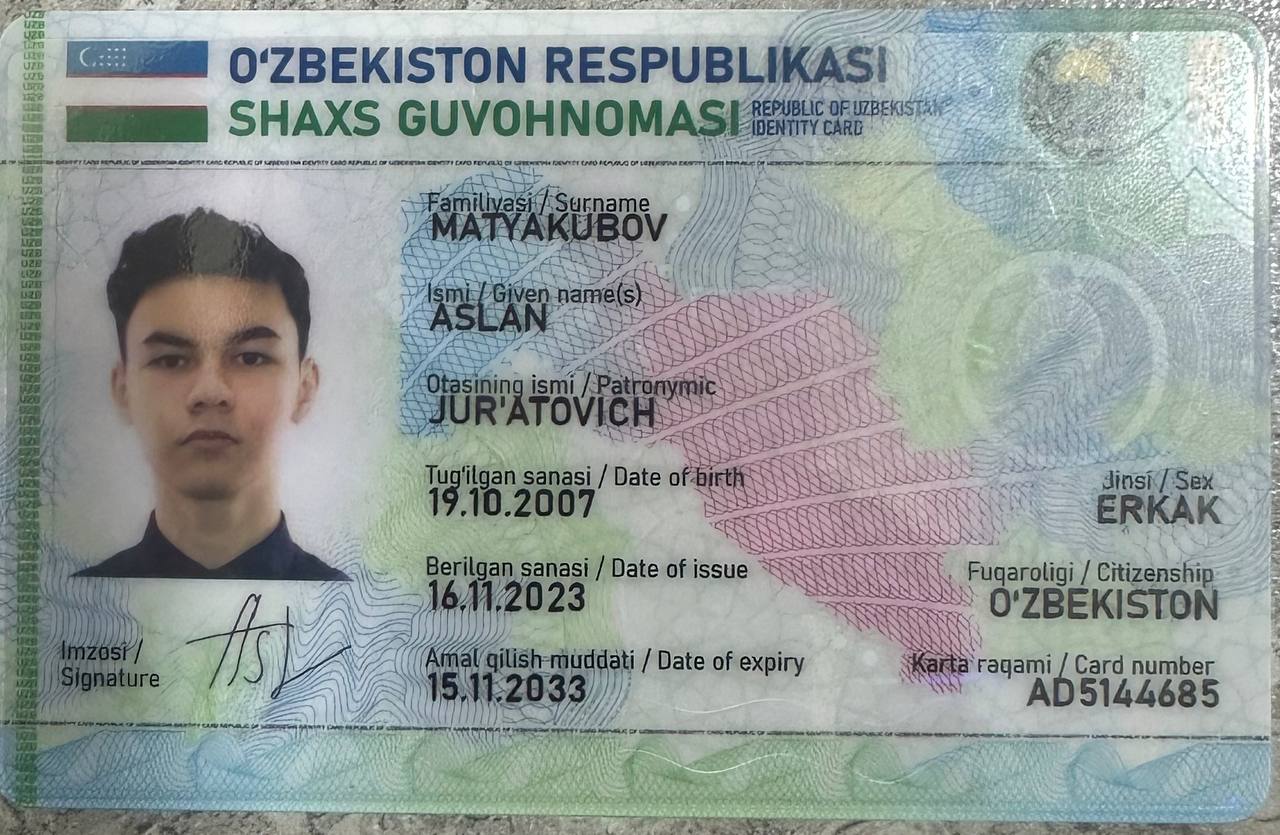 O'ZBEKISTON RESPUBLIKASI
SHAXS GUVOHNOMASI
REPUBLIC OF UZBEKISTAN
IDENTITY CARD
Familiyasi / Surname
MATYAKUBOV
Ismi / Given name(s)
ASLAN
Otasining ismi / Patronymic
JUR'ATOVICH
Tug'ilgan sanasi / Date of birth
19.10.2007
Jinsi / Sex
ERKAK
Berilgan sanasi / Date of issue
16.11.2023
Fuqaroligi / Citizenship
O'ZBEKISTON
Amal qilish muddati / Date of expiry
15.11.2033
Karta raqami / Card number
AD5144685
Imzosi /
Signature